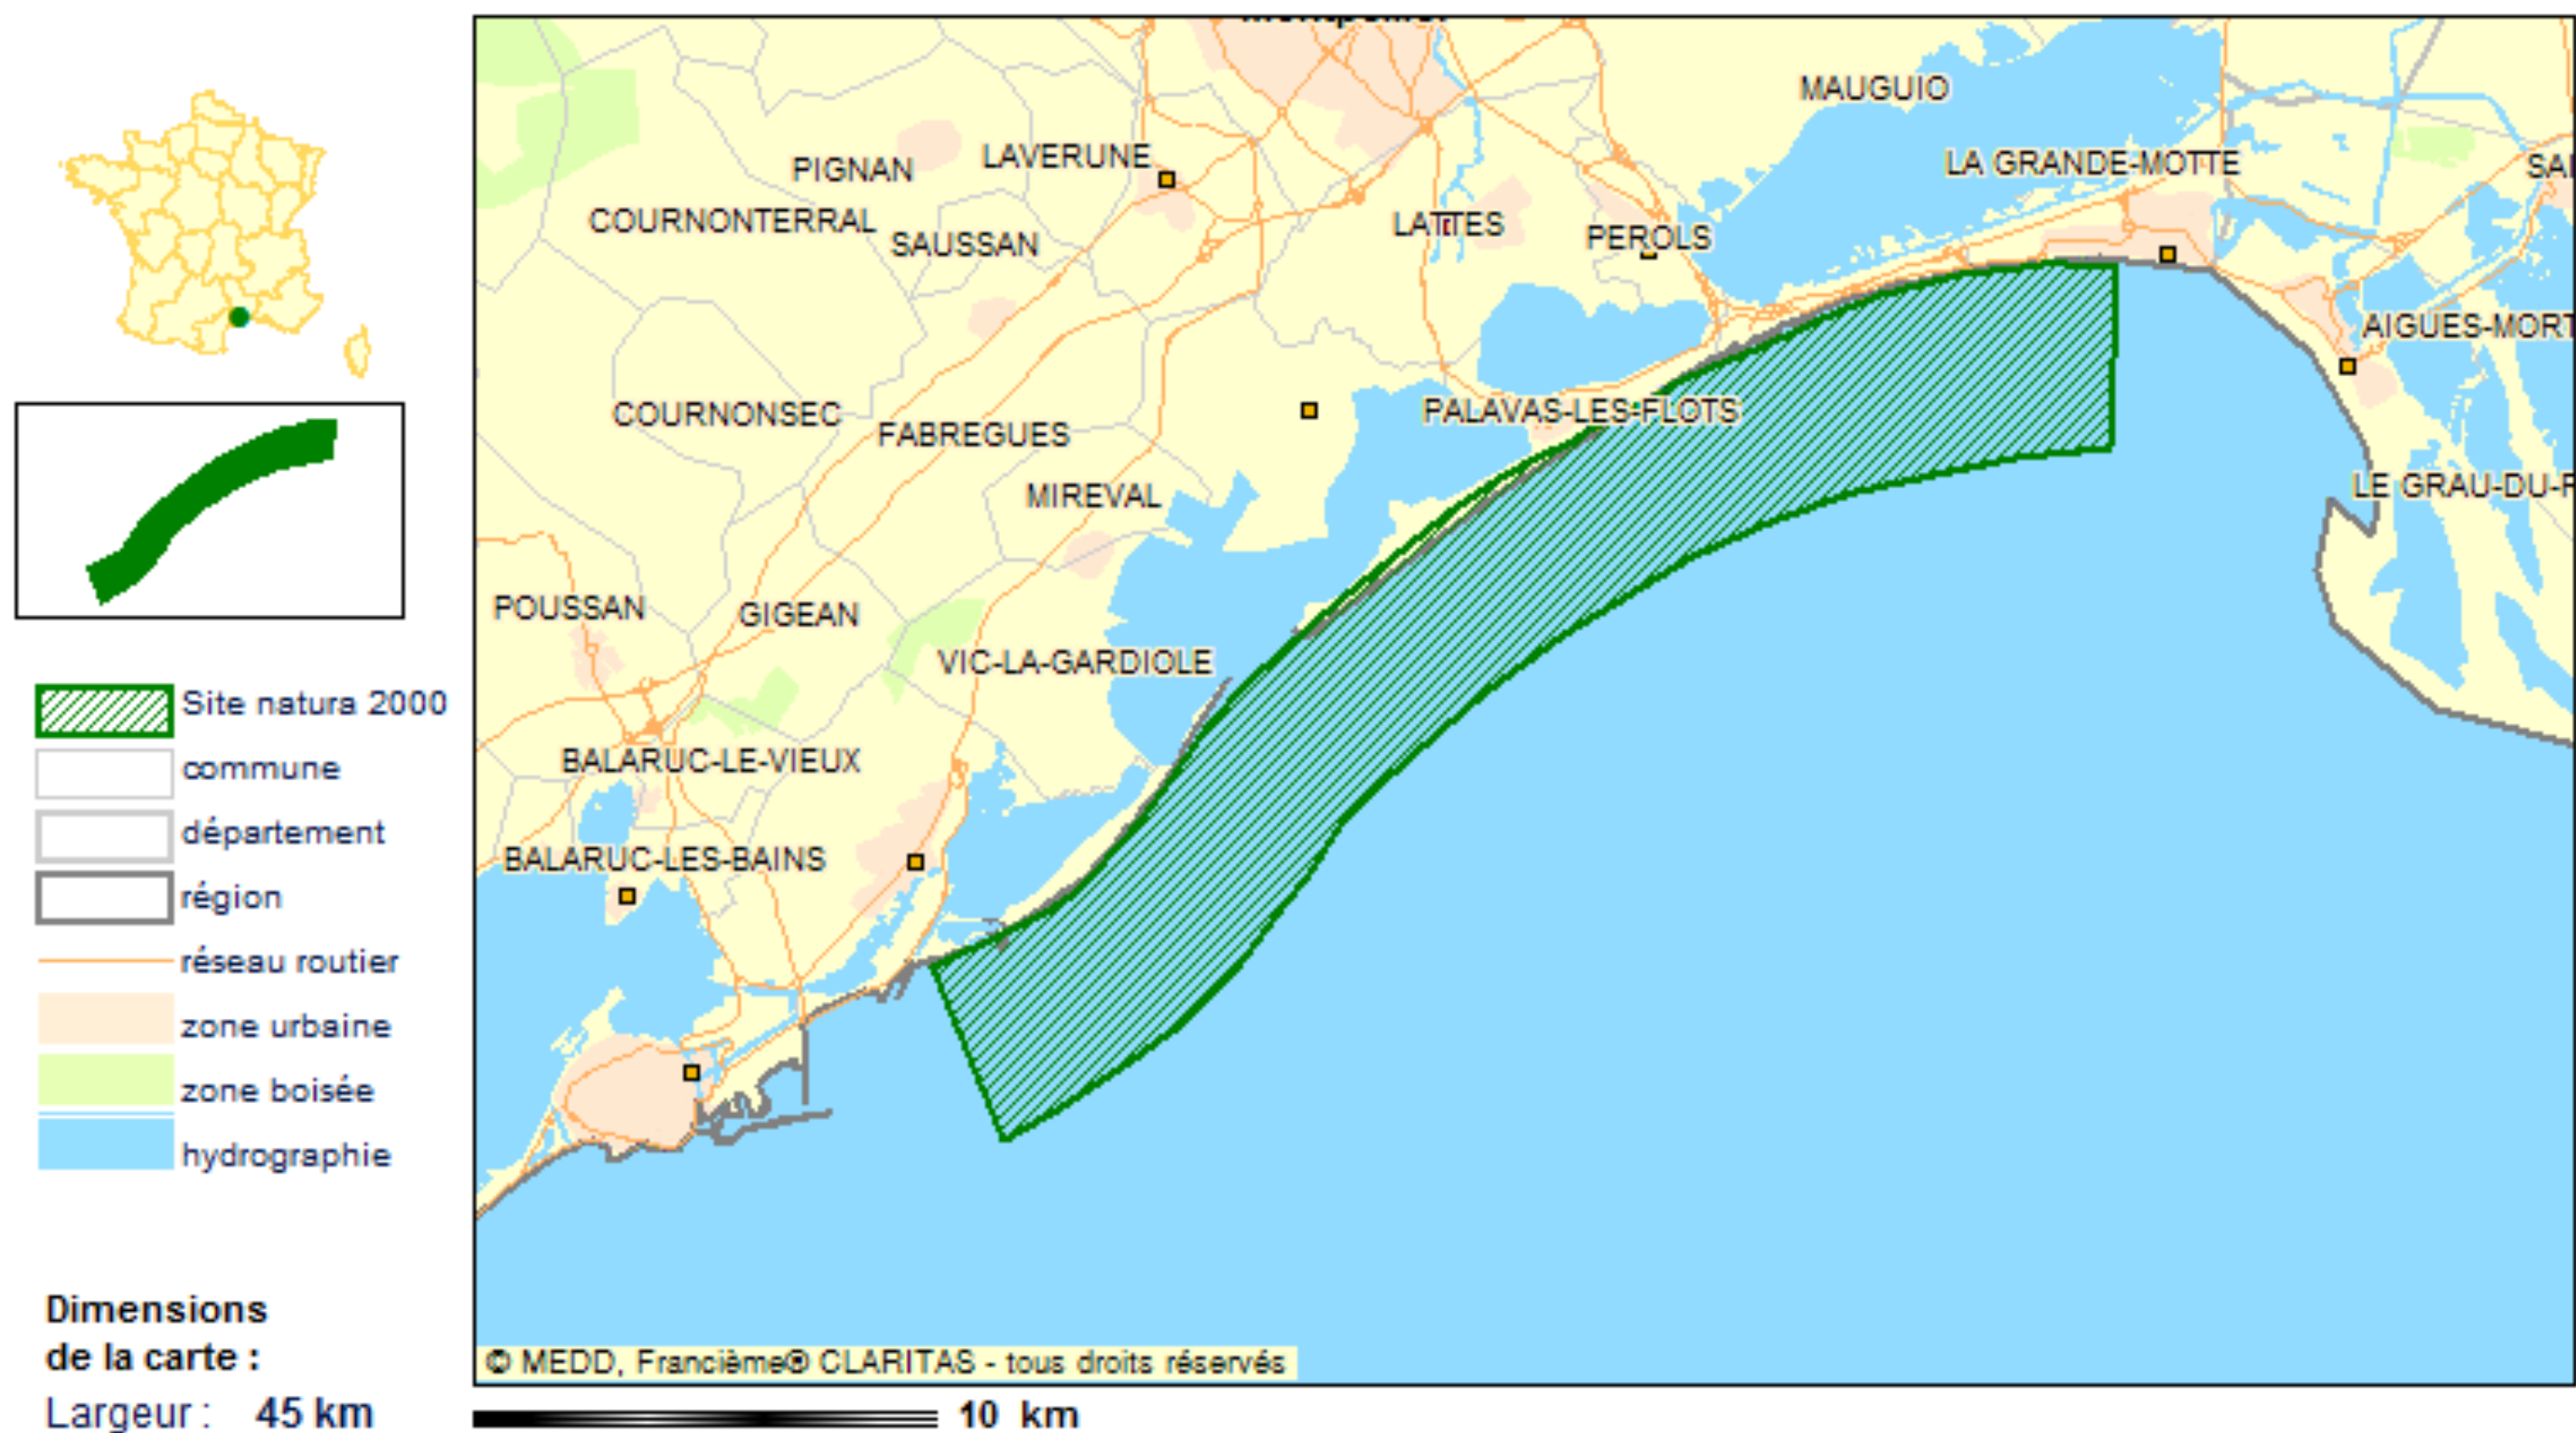 MAUGUIO
LAVERUNE
LA GRANDE-MOTTE
PIGNAN
COURNONTERRAL
LATTES
SAUSSAN
PEROLS
AIGUES-MORT
COURNONSEC
PALAVAS-LES-FLOTS
FABREGUES
LE GRAU-DU-
MIREVAL
POUSSAN
GIGEAN
VIC-LA-GARDIOLE
BALARUC-LE-VIEUX
BALARUC-LES-BAINS
Site natura 2000
commune
département
région
réseau routier
zone urbaine
zone boisée
hydrographie
Dimensions
de la carte :
Largeur : 45 km
© MEDD, Francième® CLARITAS - tous droits réservés
10 km